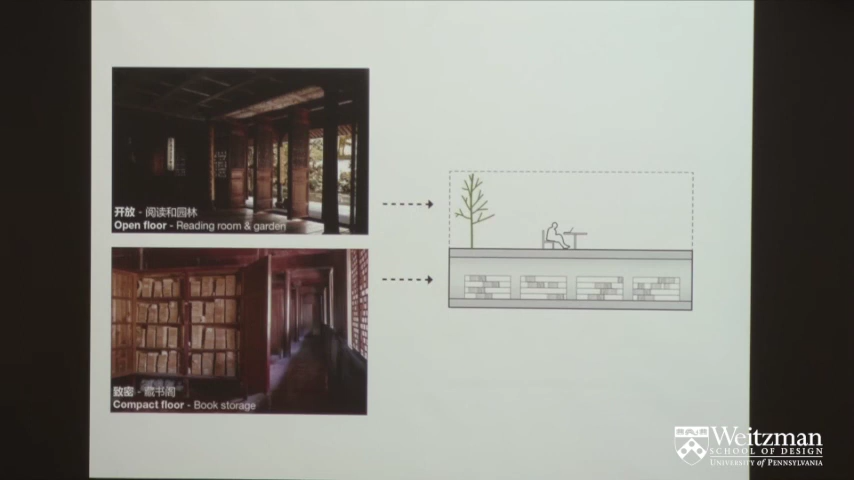 开放 - 阅读和园林
Open floor - Reading room & garden
致密 - 藏书阁
Compact floor - Book storage
Weitzman
SCHOOL OF DESIGN
UNIVERSITY of PENNSYLVANIA